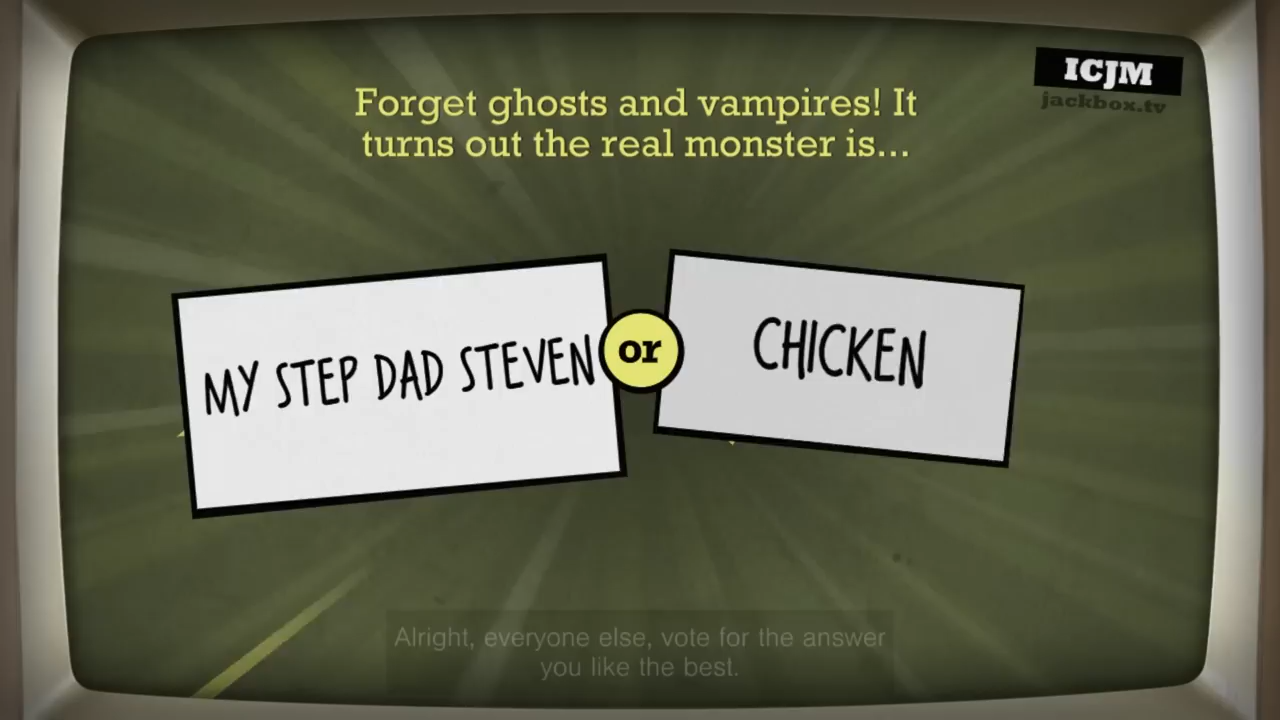 ICJM
jackbox.tv
Forget ghosts and vampires! It
turns out the real monster is...
MY STEP DAD STEVEN
or
CHICKEN
Alright, everyone else, vote for the answer
you like the best.